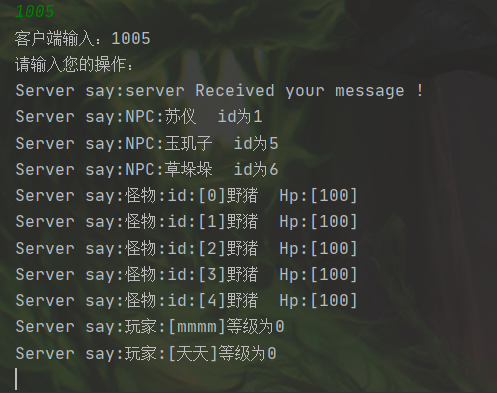 1005
客户端输入：1005
请输入您的操作：
Server say:server Received your message !
Server say:NPC:苏仪  id为1
Server say:NPC:玉玑子  id为5
Server say:NPC:草垛垛  id为6
Server say:怪物:id:[0]野猪  Hp:[100]
Server say:怪物:id:[1]野猪  Hp:[100]
Server say:怪物:id:[2]野猪  Hp:[100]
Server say:怪物:id:[3]野猪  Hp:[100]
Server say:怪物:id:[4]野猪  Hp:[100]
Server say:玩家:[mmmm]等级为0
Server say:玩家:[天天]等级为0